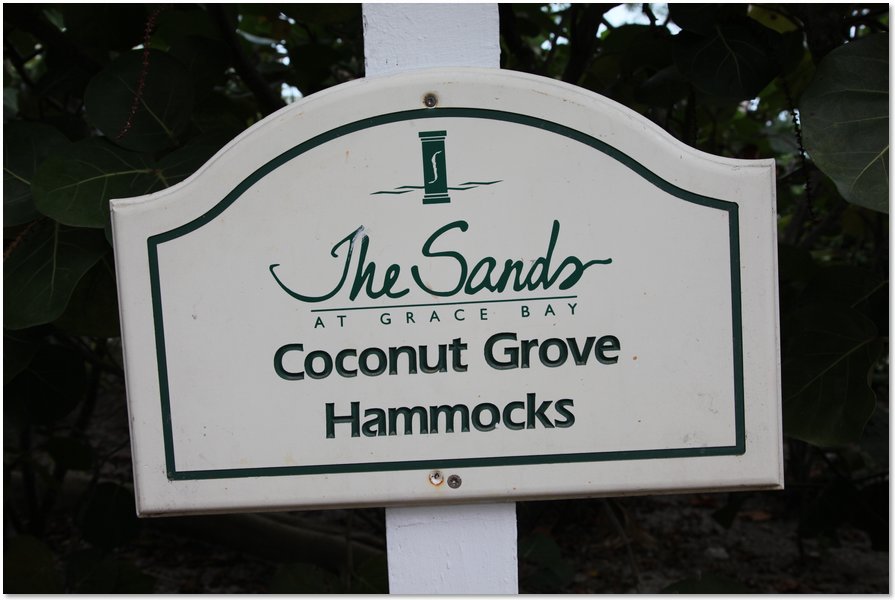 The Sands
AT GRACE BAY
Coconut Grove
Hammocks